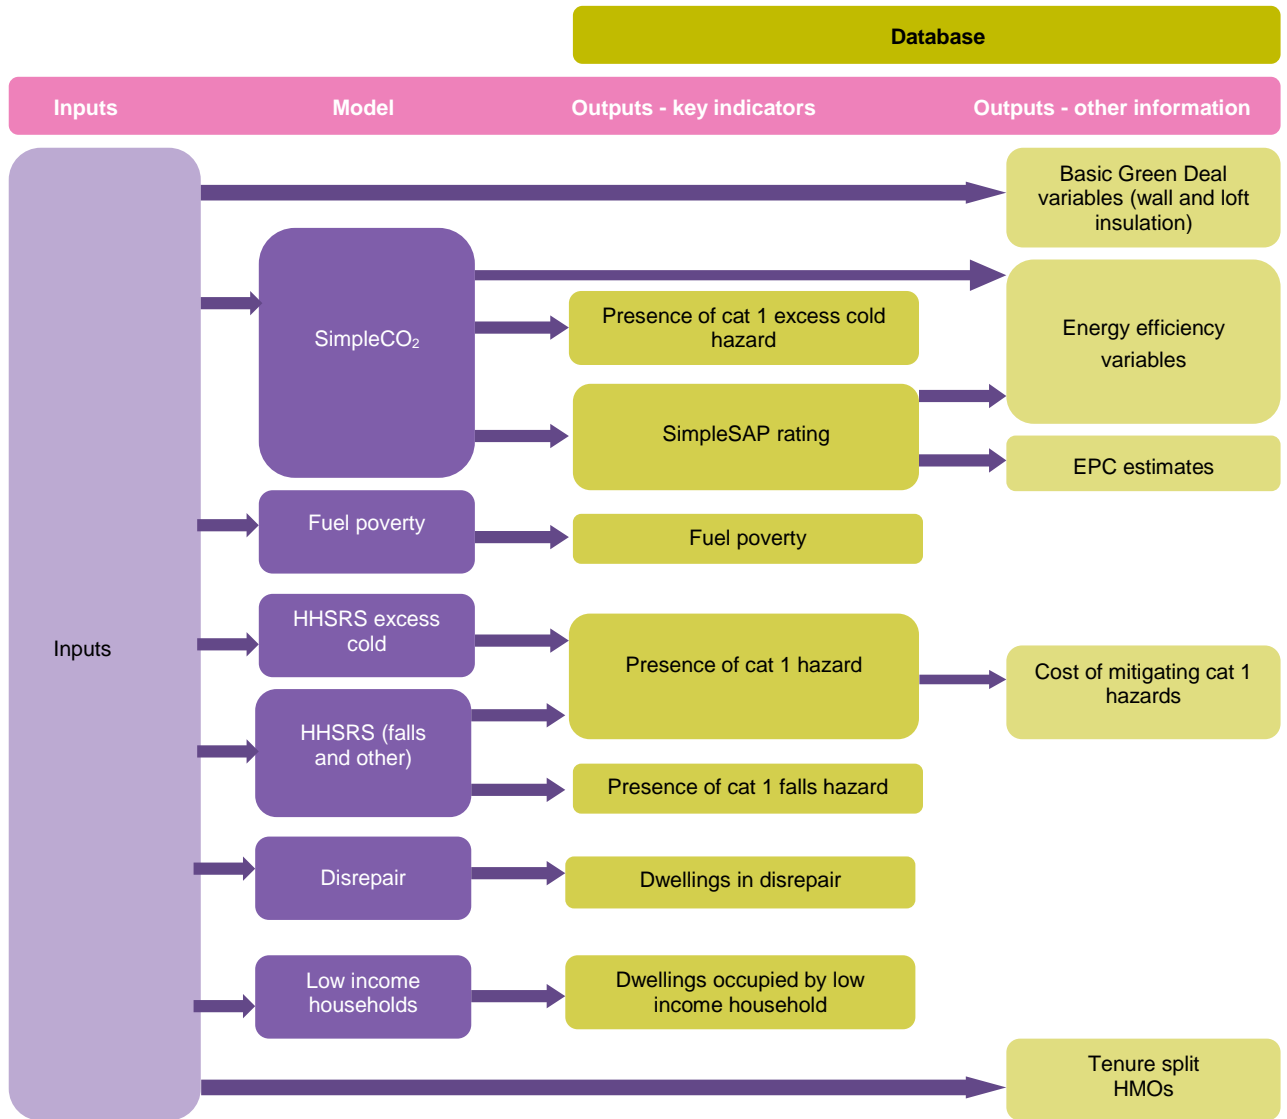 Database
Inputs
Model
Outputs - key indicators
Outputs - other information
Basic Green Deal
variables (wall and loft
insulation)
SimpleCO₂
Presence of cat 1 excess cold
hazard
Energy efficiency
variables
SimpleSAP rating
EPC estimates
Fuel poverty
Fuel poverty
Inputs
HHSRS excess
cold
Presence of cat 1 hazard
Cost of mitigating cat 1
hazards
HHSRS (falls
and other)
Presence of cat 1 falls hazard
Disrepair
Dwellings in disrepair
Low income
households
Dwellings occupied by low
income household
Tenure split
HMOs